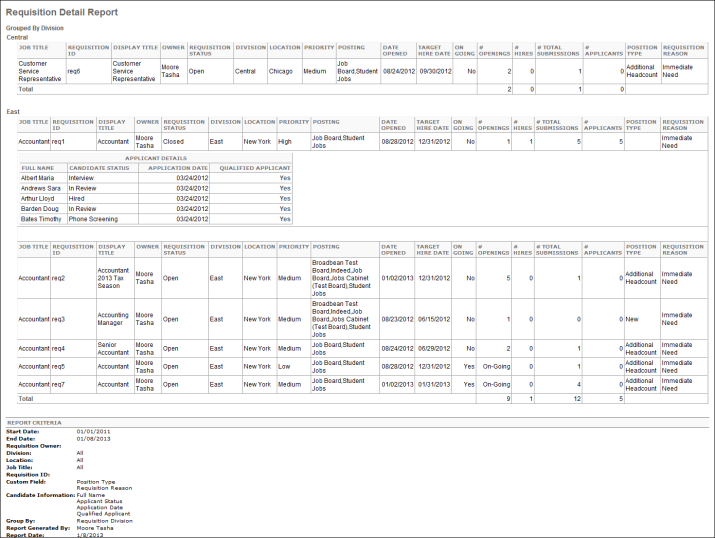 Requisition Detail Report
Grouped By Division
Central
JOB TITLE REQUISITION ID DISPLAY TITLE OWNER REQUISITION STATUS DIVISION LOCATION PRIORITY POSTING DATE OPENED TARGET HIRE DATE ON GOING # OPENINGS # HIRES # TOTAL SUBMISSIONS # APPLICANTS POSITION TYPE REQUISITION REASON
Customer Service Representative req6 Customer Service Representative Moore Tasha Open Central Chicago Medium Job Board,Student Jobs 08/24/2012 09/30/2012 No 2 0 1 0 Additional Headcount Immediate Need
Total 2 0 1 0
East
JOB TITLE REQUISITION ID DISPLAY TITLE OWNER REQUISITION STATUS DIVISION LOCATION PRIORITY POSTING DATE OPENED TARGET HIRE DATE ON GOING # OPENINGS # HIRES # TOTAL SUBMISSIONS # APPLICANTS POSITION TYPE REQUISITION REASON
Accountant req1 Accountant Moore Tasha Closed East New York High Job Board,Student Jobs 08/28/2012 12/31/2012 No 1 1 5 5 Immediate Need
APPLICANT DETAILS
FULL NAME CANDIDATE STATUS APPLICATION DATE QUALIFIED APPLICANT
Albert Maria Interview 03/24/2012 Yes
Andrews Sara In Review 03/24/2012 Yes
Arthur Lloyd Hired 03/24/2012 Yes
Barden Doug In Review 03/24/2012 Yes
Bates Timothy Phone Screening 03/24/2012 Yes
JOB TITLE REQUISITION ID DISPLAY TITLE OWNER REQUISITION STATUS DIVISION LOCATION PRIORITY POSTING DATE OPENED TARGET HIRE DATE ON GOING # OPENINGS # HIRES # TOTAL SUBMISSIONS # APPLICANTS POSITION TYPE REQUISITION REASON
Accountant req2 Accountant 2013 Tax Season Moore Tasha Open East New York Medium Broadbean Test Board,Indeed,Job Board,Jobs Cabinet (Test Board),Student Jobs 01/02/2013 12/31/2012 No 5 0 1 0 Additional Headcount Immediate Need
Accountant req3 Accounting Manager Moore Tasha Open East New York Medium Broadbean Test Board,Indeed,Job Board,Jobs Cabinet (Test Board),Student Jobs 08/23/2012 06/15/2012 No 1 0 0 0 New Immediate Need
Accountant req4 Senior Accountant Moore Tasha Open East New York Medium Job Board,Student Jobs 08/24/2012 06/29/2012 No 2 0 1 0 Additional Headcount Immediate Need
Accountant req5 Accountant Moore Tasha Open East New York Low Job Board,Student Jobs 08/28/2012 12/31/2012 Yes On-Going 0 1 0 Additional Headcount Immediate Need
Accountant req7 Accountant Moore Tasha Open East New York Medium Job Board,Student Jobs 01/02/2013 01/31/2013 Yes On-Going 0 4 0 Additional Headcount Immediate Need
Total 9 1 12 5
REPORT CRITERIA
Start Date: 01/01/2011
End Date: 01/08/2013
Requisition Owner:
Division: All
Location: All
Job Title: All
Requisition ID:
Custom Field: Position Type
Requisition Reason
Candidate Information: Full Name
Applicant Status
Application Date
Qualified Applicant
Group By: Requisition Division
Report Generated By: Moore Tasha
Report Date: 1/8/2013